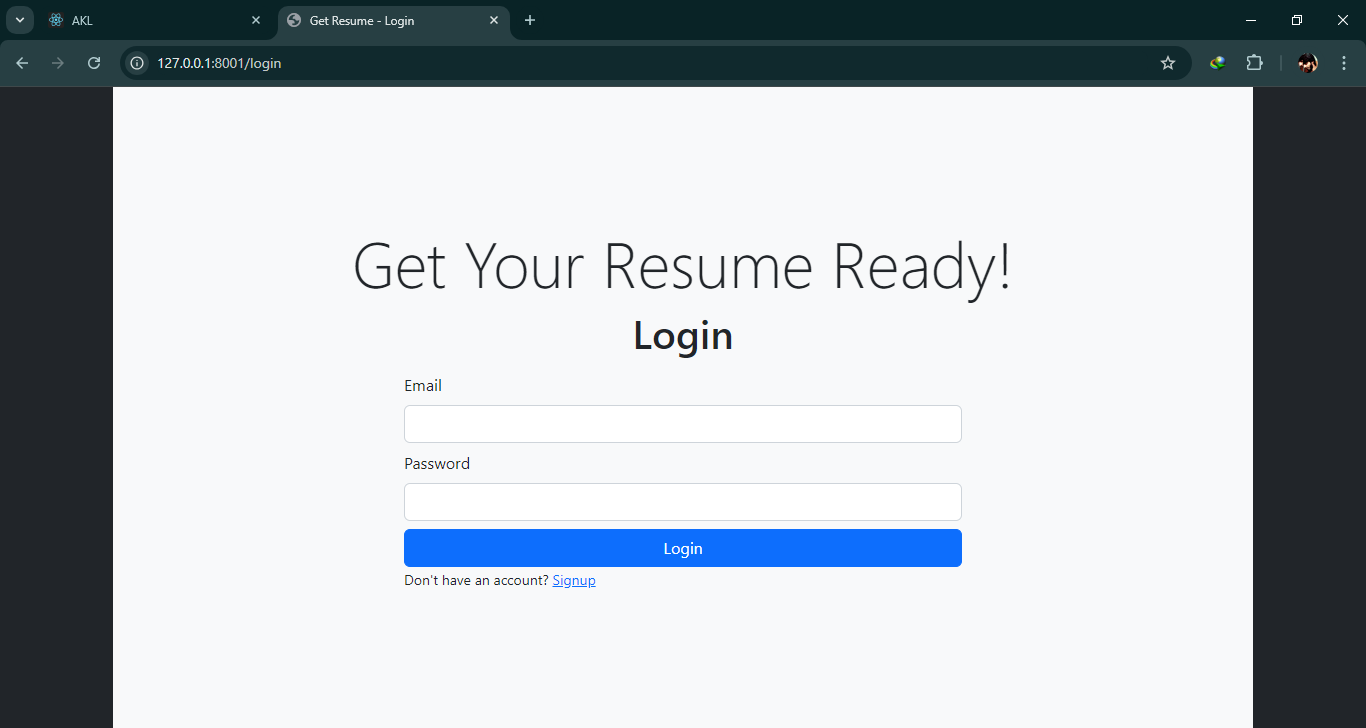 AKL
Get Resume - Login
127.0.0.1:8001/login
Get Your Resume Ready!
Login
Email
Password
Login
Don't have an account? Signup